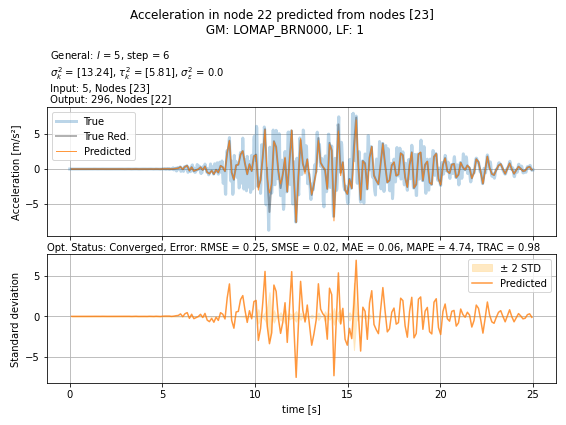 Acceleration in node 22 predicted from nodes [23]
GM: LOMAP_BRN000, LF: 1
General: l = 5, step = 6
σ²ₖ = [13.24], τ²ₖ = [5.81], σ²ε = 0.0
Input: 5, Nodes [23]
Output: 296, Nodes [22]
True
True Red.
Predicted
Acceleration [m/s²]
5
0
−5
Opt. Status: Converged, Error: RMSE = 0.25, SMSE = 0.02, MAE = 0.06, MAPE = 4.74, TRAC = 0.98
± 2 STD
Predicted
Standard deviation
5
0
−5
0 5 10 15 20 25
time [s]